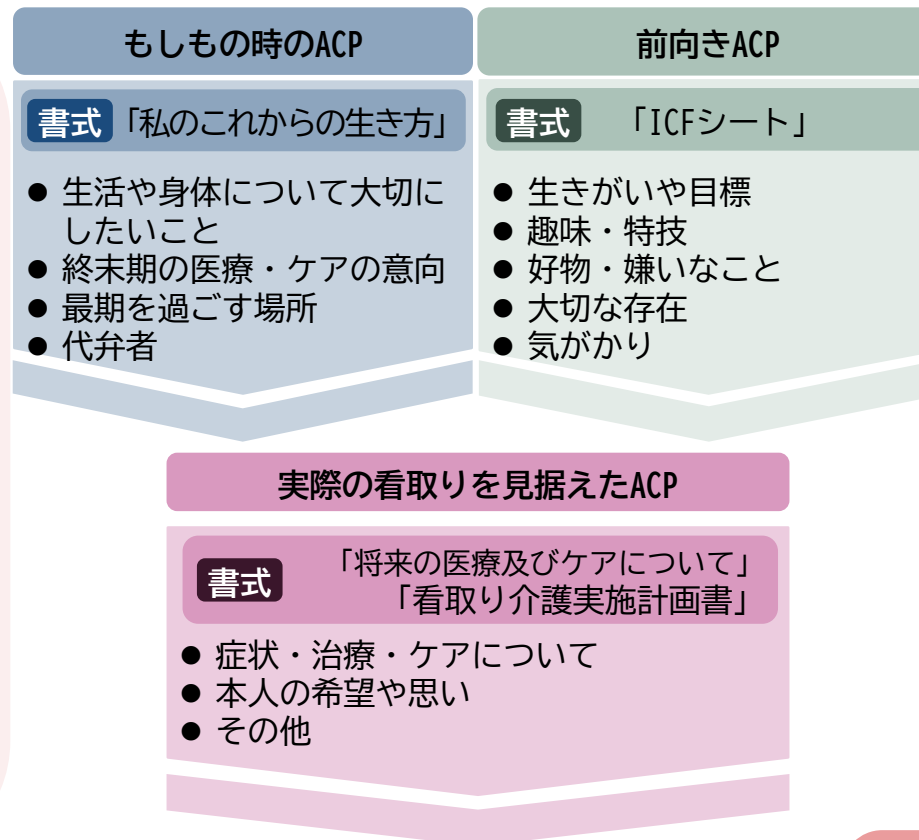 もしもの時のACP
書式「私のこれからの生き方」
● 生活や身体について大切に
したいこと
● 終末期の医療・ケアの意向
● 最期を過ごす場所
● 代弁者
前向きACP
書式 「ICFシート」
● 生きがいや目標
● 趣味・特技
● 好物・嫌いなこと
● 大切な存在
● 気がかり
実際の看取りを見据えたACP
書式
「将来の医療及びケアについて」
「看取り介護実施計画書」
● 症状・治療・ケアについて
● 本人の希望や思い
● その他